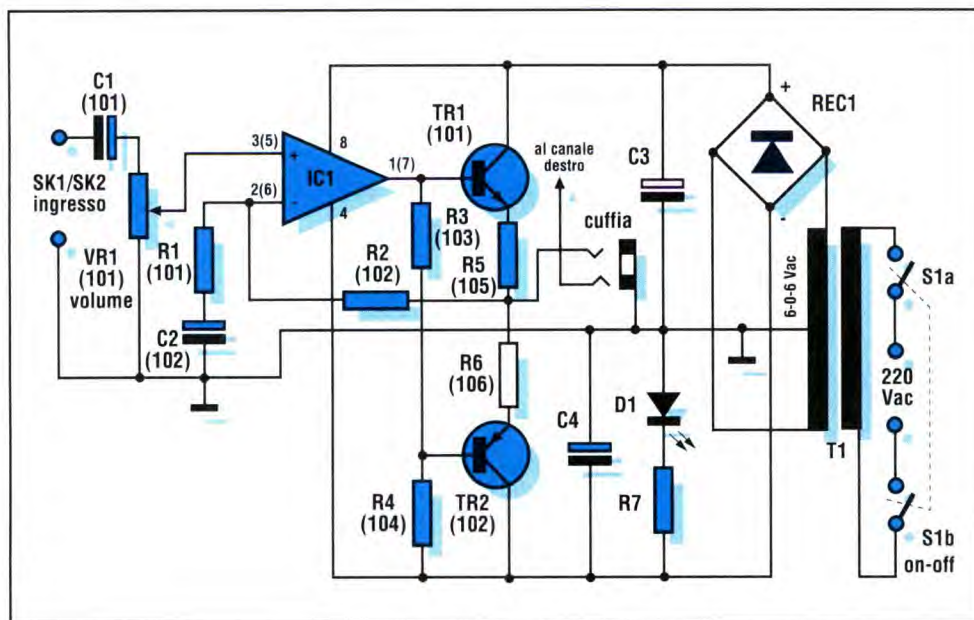 C1
(101)
SK1/SK2
ingresso
VR1
(101)
volume
R1
(101)
C2
(102)
3(5)
2(6)
+
-
IC1
8
4
1(7)
R2
(102)
R3
(103)
TR1
(101)
R5
(105)
R6
(106)
R4
(104)
TR2
(102)
al canale
destro
cuffia
C3
C4
D1
R7
+
REC1
-
6-0-6 Vac
T1
S1a
220
Vac
S1b
on-off